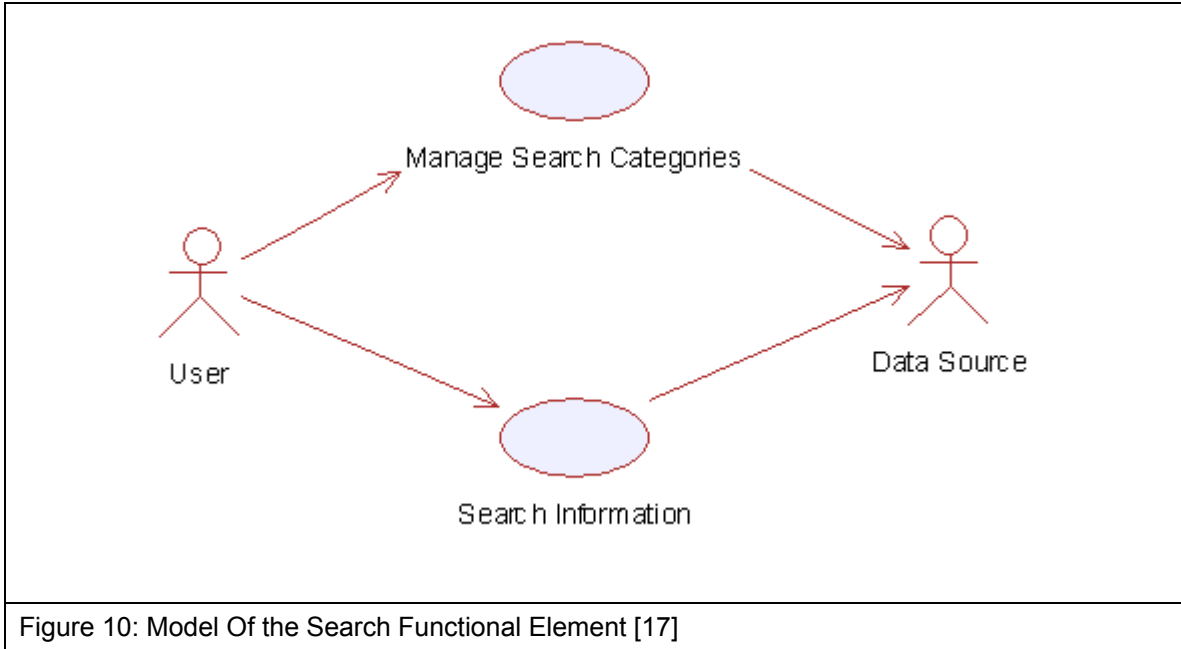 Manage Search Categories
User
Data Source
Search Information
Figure 10: Model Of the Search Functional Element [17]